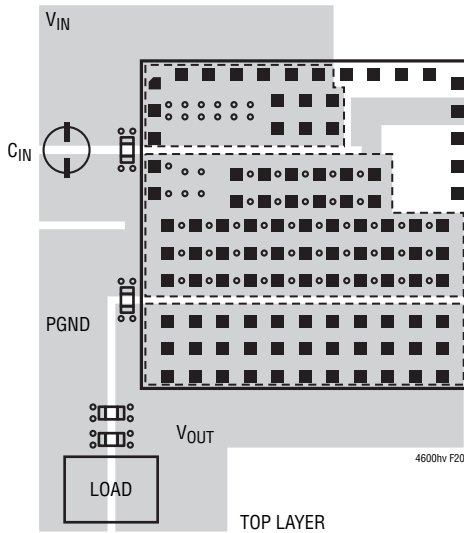 VIN
CIN
PGND
VOUT
4600hv F20
LOAD
TOP LAYER